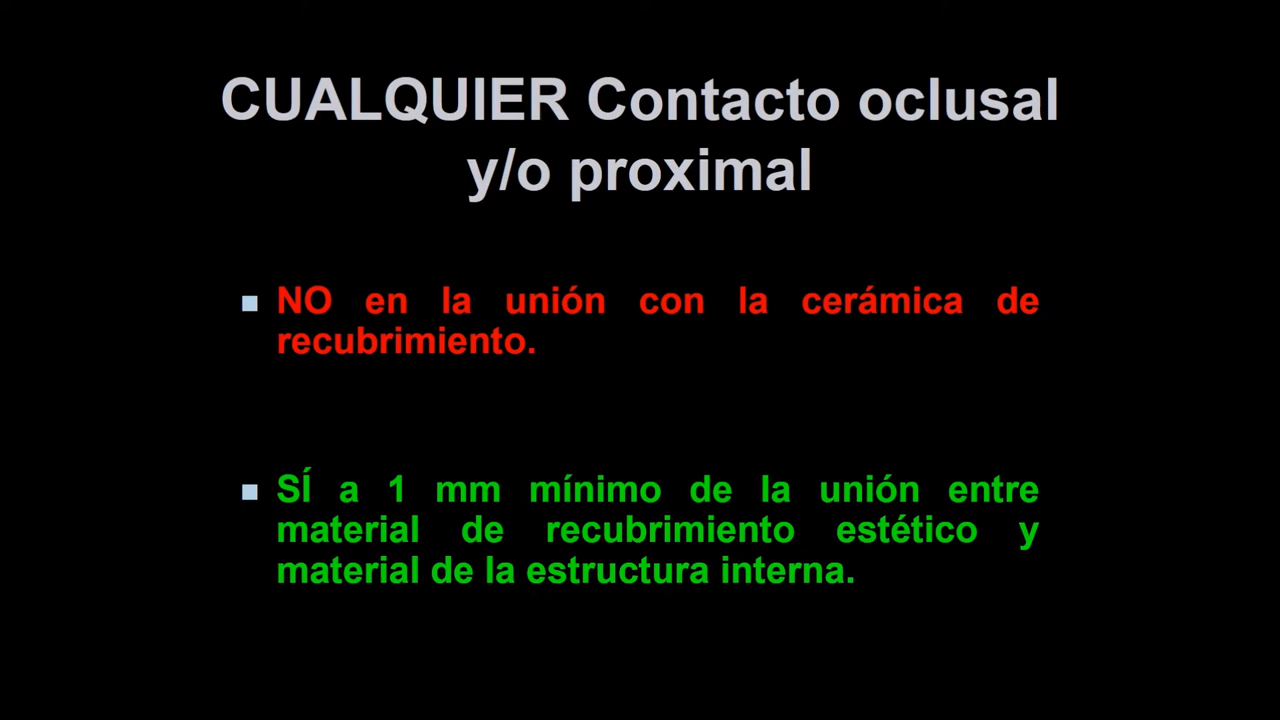 CUALQUIER Contacto oclusal
y/o proximal
NO en la unión con la cerámica de
recubrimiento.
SÍ a 1 mm mínimo de la unión entre
material de recubrimiento estético y
material de la estructura interna.